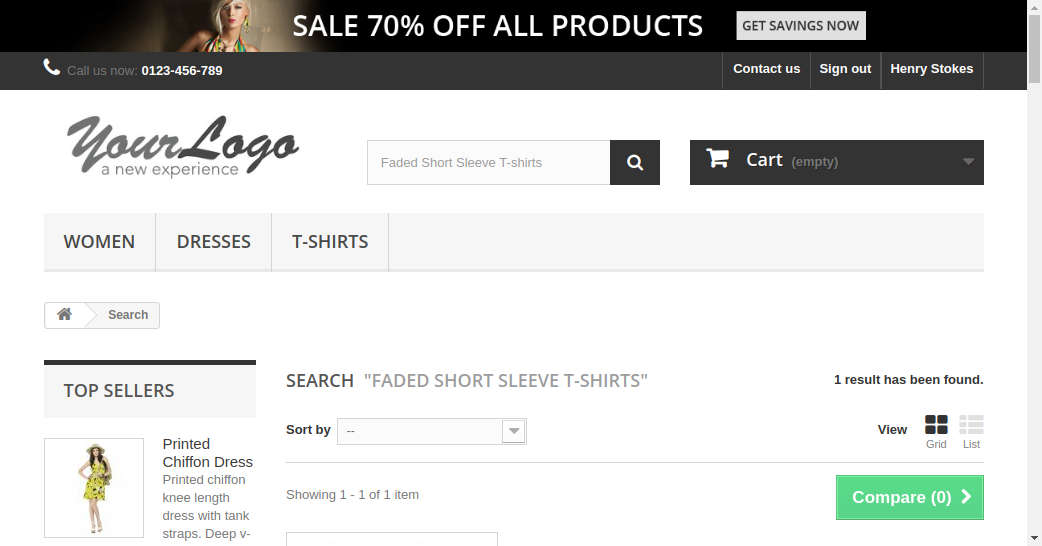 SALE 70% OFF ALL PRODUCTS GET SAVINGS NOW
Call us now: 0123-456-789 Contact us Sign out Henry Stokes
YourLogo
a new experience
Faded Short Sleeve T-shirts
Cart (empty)
WOMEN DRESSES T-SHIRTS
Search
TOP SELLERS
Printed
Chiffon Dress
Printed chiffon
knee length
dress with tank
straps. Deep v-
SEARCH "FADED SHORT SLEEVE T-SHIRTS" 1 result has been found.
Sort by -- View
Grid List
Showing 1 - 1 of 1 item Compare (0)